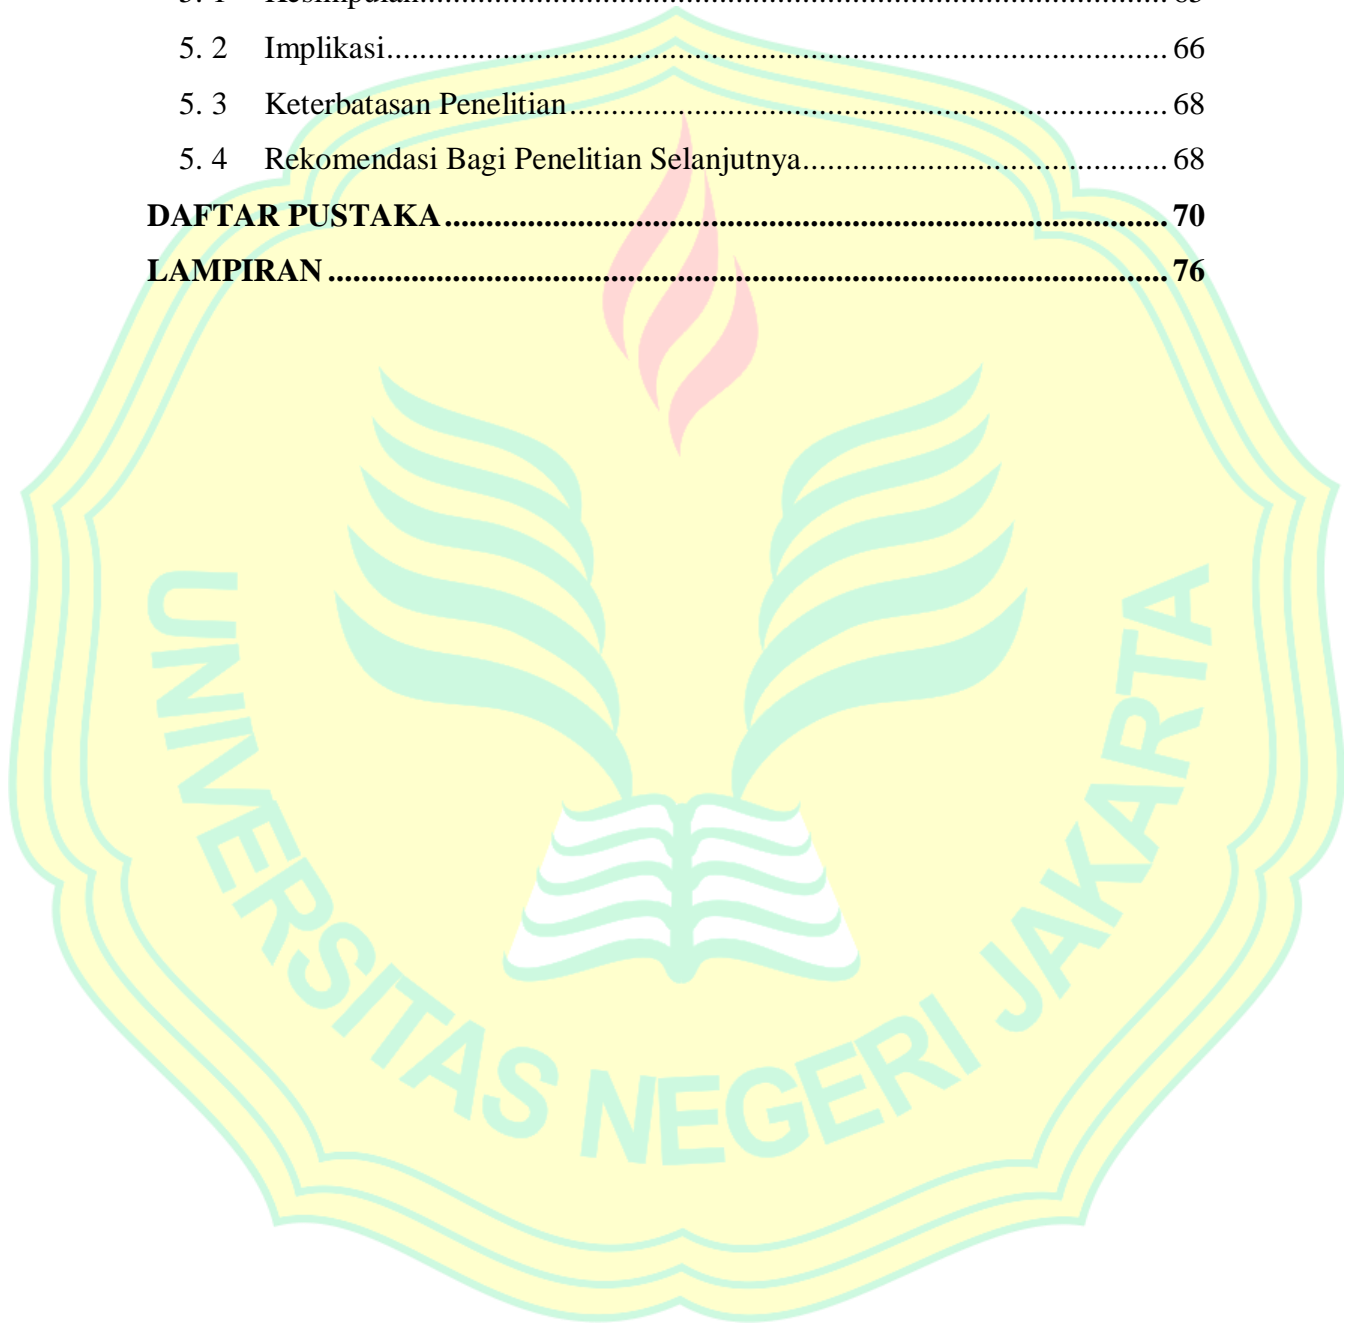 5. 2 Implikasi.............................................................................................. 66
5. 3 Keterbatasan Penelitian........................................................................ 68
5. 4 Rekomendasi Bagi Penelitian Selanjutnya............................................ 68
DAFTAR PUSTAKA........................................................................................ 70
LAMPIRAN...................................................................................................... 76
UNIVERSITAS NEGERI JAKARTA